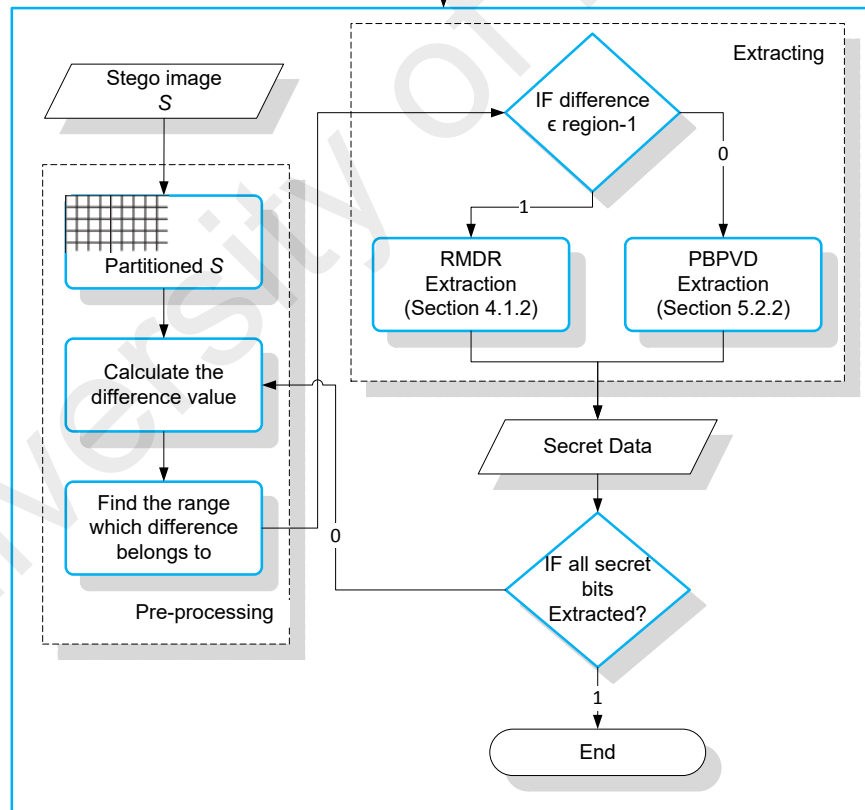 Stego image
S
Partitioned S
Calculate the
difference value
Find the range
which difference
belongs to
Pre-processing
Extracting
IF difference
ϵ region-1
1
0
RMDR
Extraction
(Section 4.1.2)
PBPVD
Extraction
(Section 5.2.2)
Secret Data
IF all secret
bits
Extracted?
0
1
End